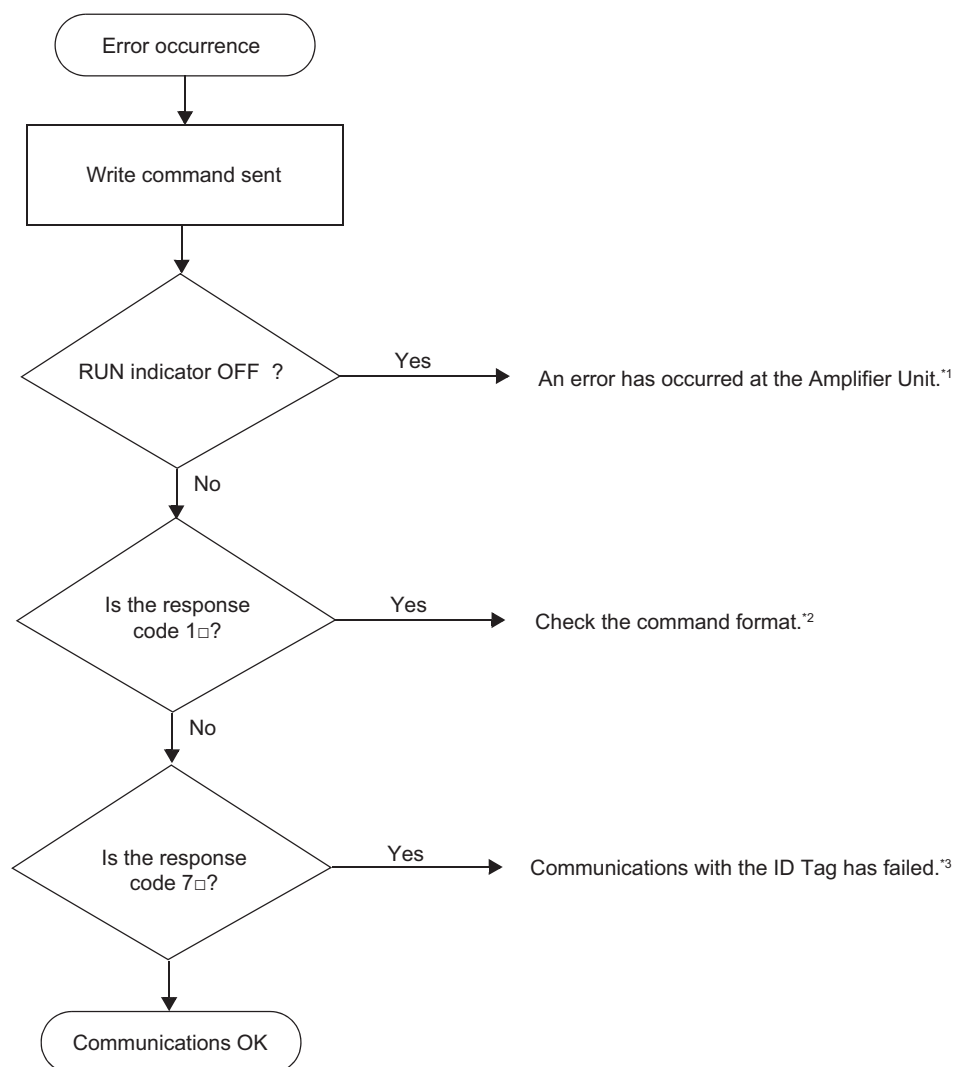 Error occurrence
Write command sent
RUN indicator OFF ?
Yes
An error has occurred at the Amplifier Unit.*1
No
Is the response
code 1□?
Yes
Check the command format.*2
No
Is the response
code 7□?
Yes
Communications with the ID Tag has failed.*3
Communications OK